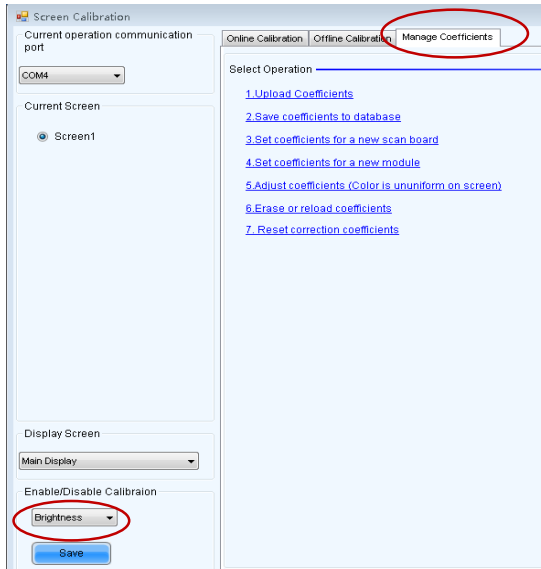 Screen Calibration
Current operation communication
port
COM4
Current Screen
Screen1
Display Screen
Main Display
Enable/Disable Calibraion
Brightness
Save
Online Calibration
Offline Calibration
Manage Coefficients
Select Operation
1.Upload Coefficients
2.Save coefficients to database
3.Set coefficients for a new scan board
4.Set coefficients for a new module
5.Adjust coefficients (Color is ununiform on screen)
6.Erase or reload coefficients
7. Reset correction coefficients